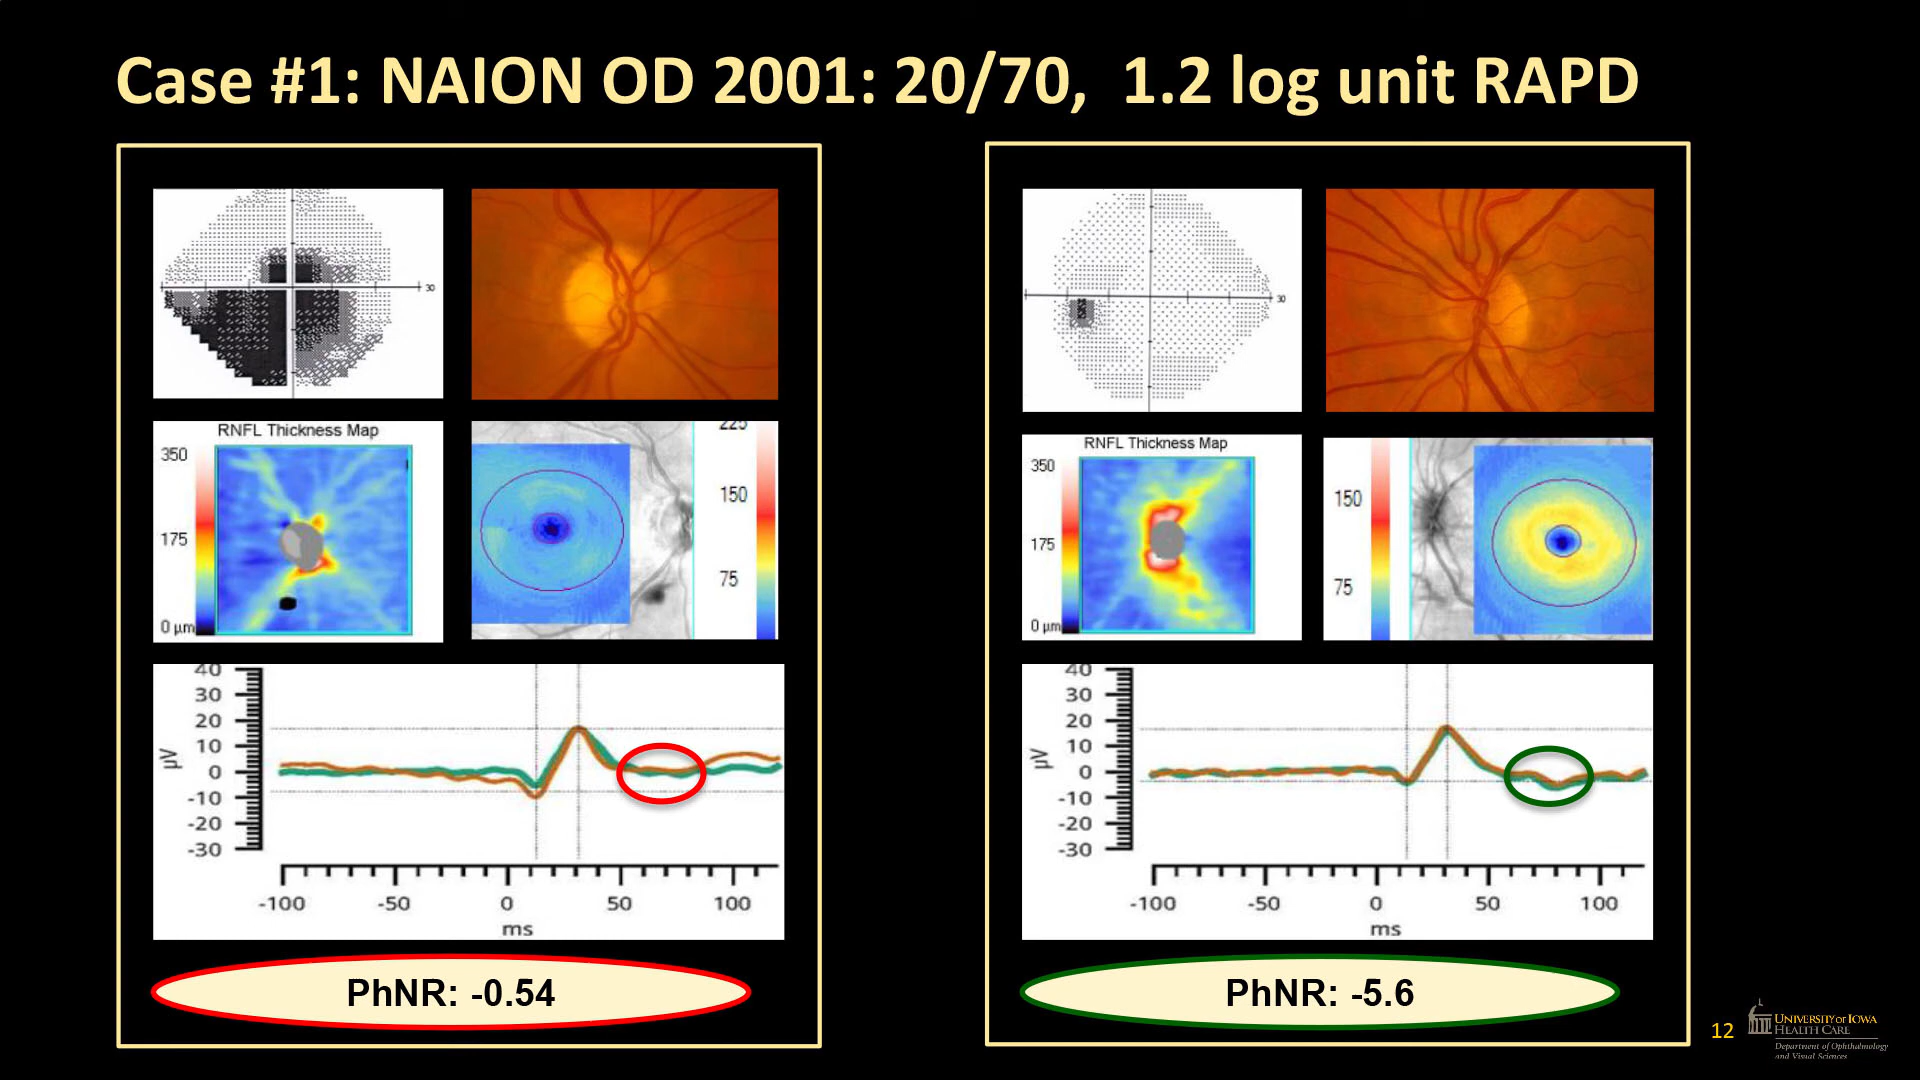 Case #1: NAION OD 2001: 20/70, 1.2 log unit RAPD
30
RNFL Thickness Map
350
175
0 µm
225
150
75
40
30
20
10
0
-10
-20
-30
µV
-100 -50 0 50 100
ms
PhNR: -0.54
30
RNFL Thickness Map
350
175
0 µm
150
75
40
30
20
10
0
-10
-20
-30
µV
-100 -50 0 50 100
ms
PhNR: -5.6
12
UNIVERSITY OF IOWA
HEALTH CARE
Department of Ophthalmology
and Visual Sciences